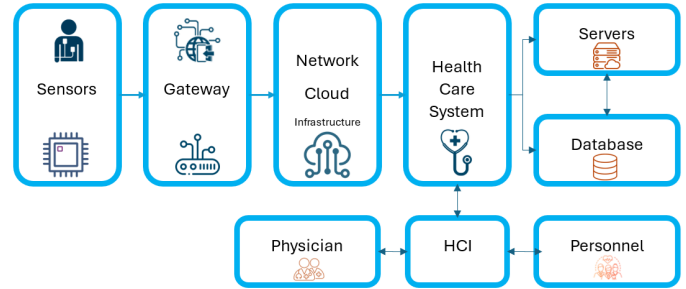 Sensors
Gateway
Network
Cloud
Infrastructure
Health
Care
System
Servers
Database
Physician
HCI
Personnel